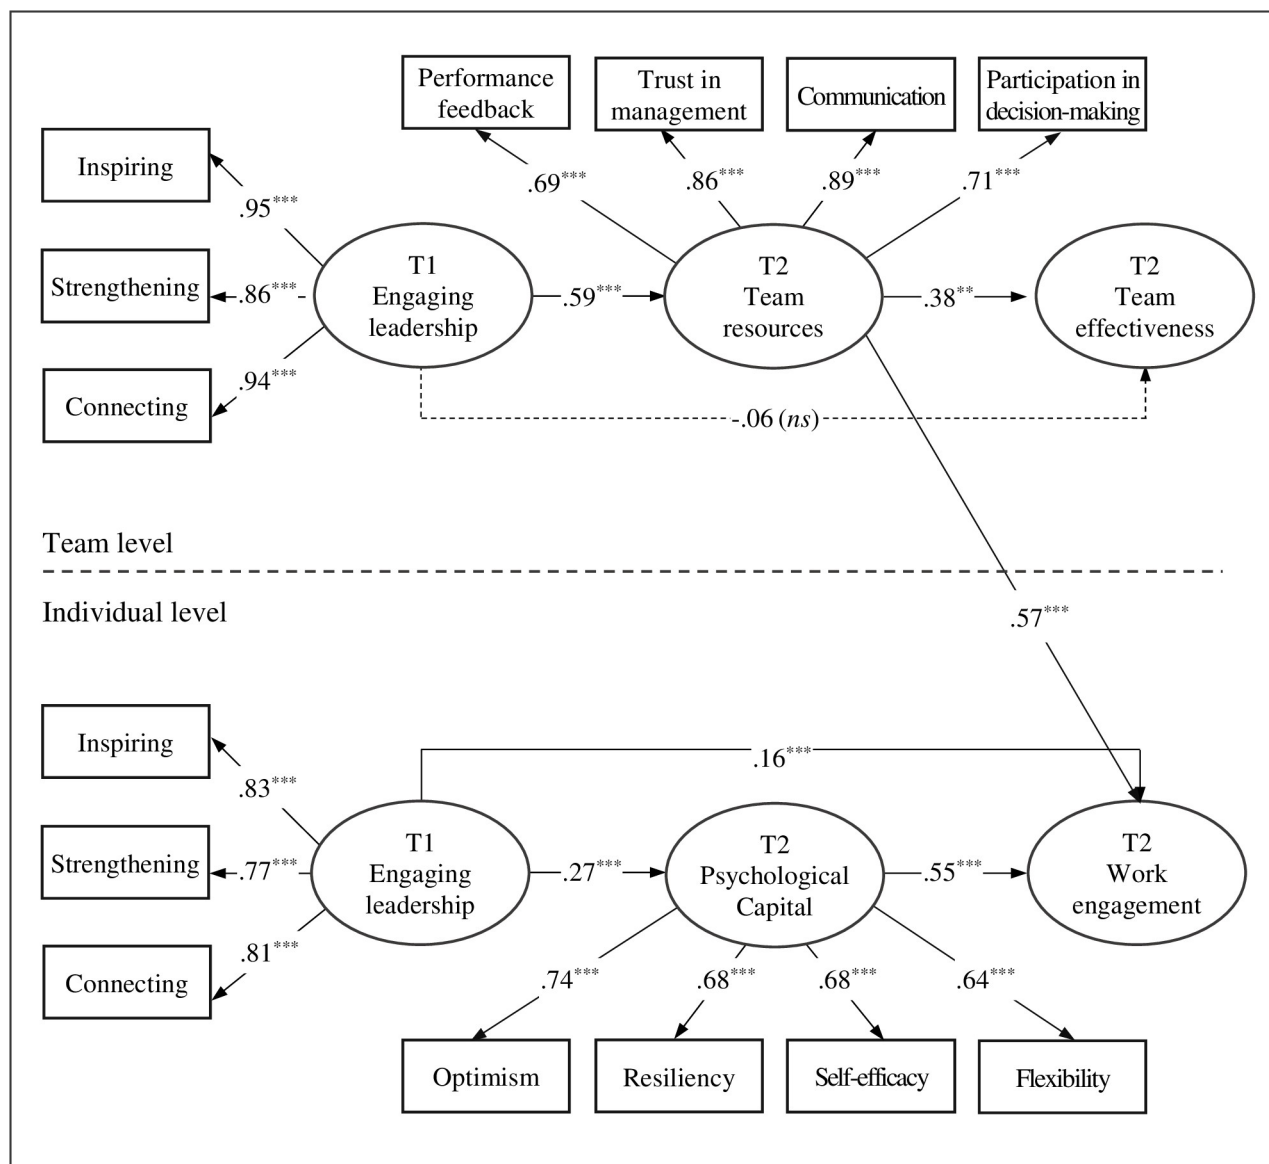 Performance
feedback
Trust in
management
Communication
Participation in
decision-making
Inspiring
.69***
.86***
.89***
.71***
.95***
Strengthening
.86***
T1
Engaging
leadership
.59***
T2
Team
resources
.38**
T2
Team
effectiveness
.94***
Connecting
-.06 (ns)
Team level
Individual level
.57***
Inspiring
.16***
.83***
Strengthening
.77***
T1
Engaging
leadership
.27***
T2
Psychological
Capital
.55***
T2
Work
engagement
.81***
Connecting
.74***
.68***
.68***
.64***
Optimism
Resiliency
Self-efficacy
Flexibility